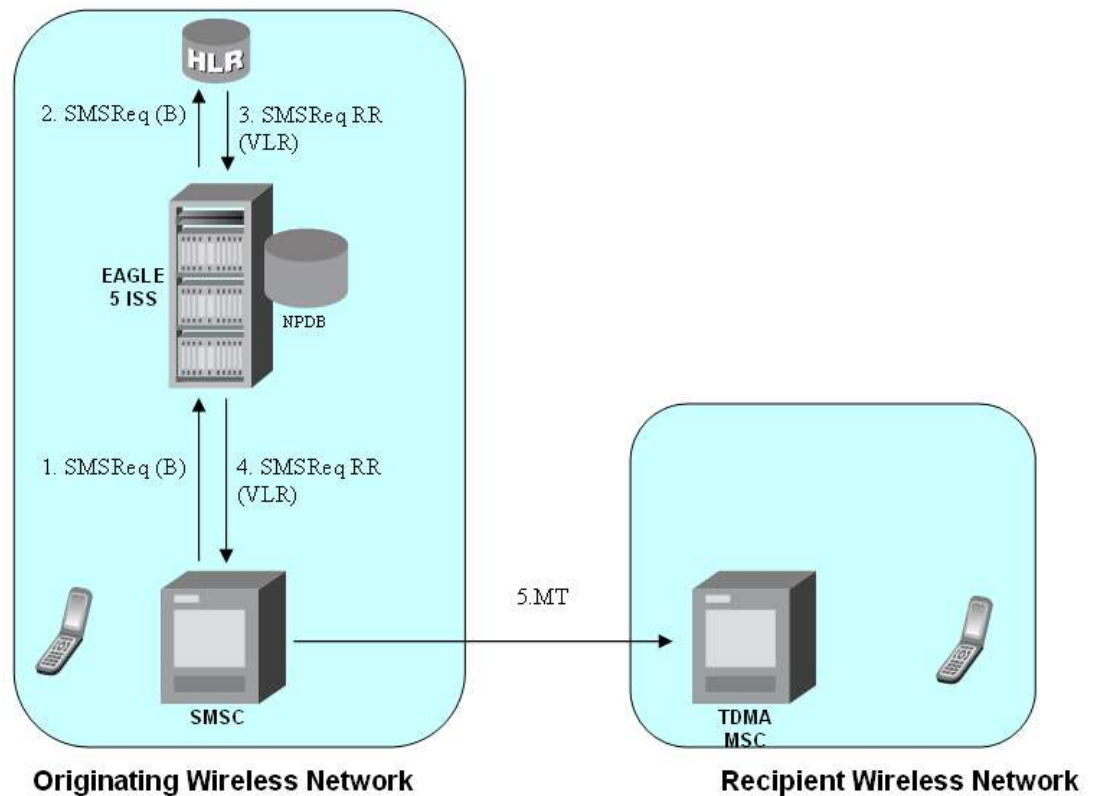 HLR
2. SMSReq (B)
3. SMSReq RR
(VLR)
EAGLE
5 ISS
NPDB
1. SMSReq (B)
4. SMSReq RR
(VLR)
5.MT
SMSC
TDMA
MSC
Originating Wireless Network
Recipient Wireless Network